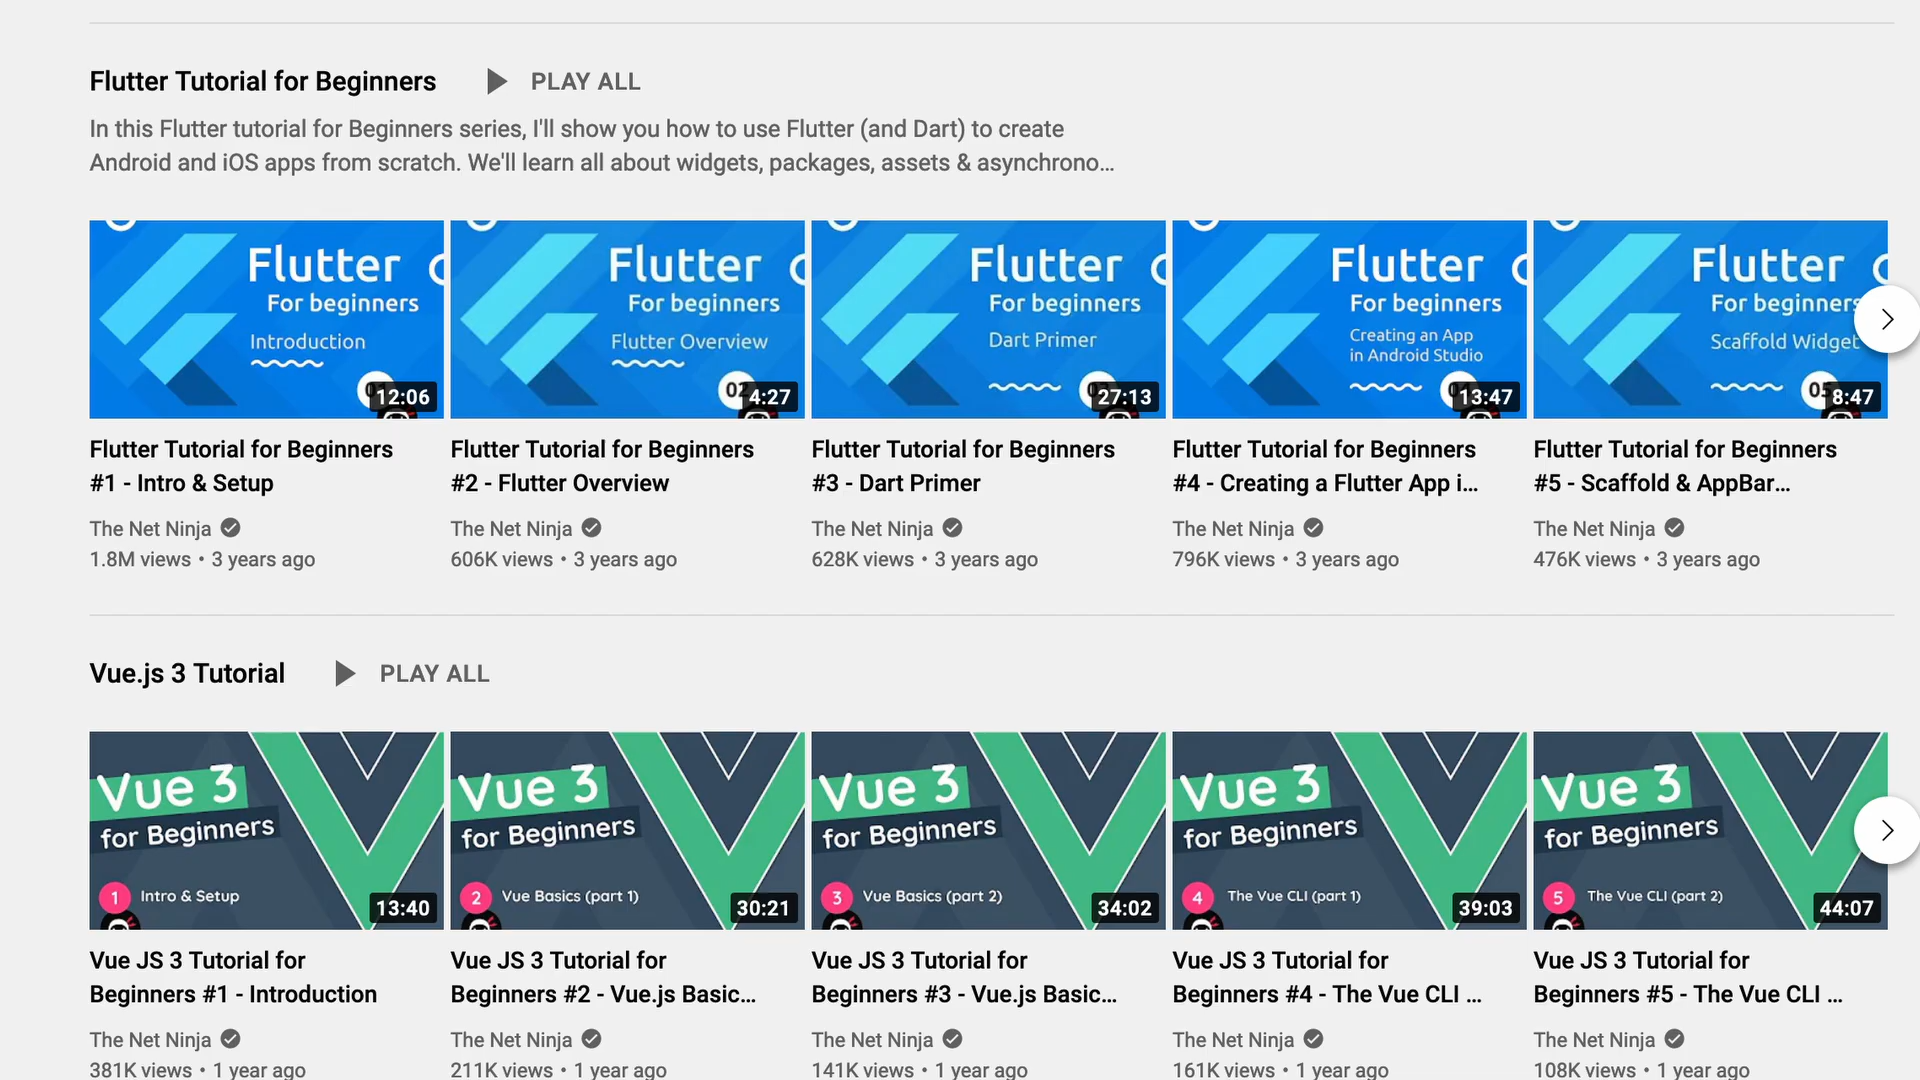 Flutter Tutorial for Beginners PLAY ALL
In this Flutter tutorial for Beginners series, I'll show you how to use Flutter (and Dart) to create
Android and iOS apps from scratch. We'll learn all about widgets, packages, assets & asynchrono...
Flutter
For beginners
Introduction
12:06
Flutter Tutorial for Beginners
#1 - Intro & Setup
The Net Ninja
1.8M views • 3 years ago
Flutter
For beginners
Flutter Overview
02
4:27
Flutter Tutorial for Beginners
#2 - Flutter Overview
The Net Ninja
606K views • 3 years ago
Flutter
For beginners
Dart Primer
27:13
Flutter Tutorial for Beginners
#3 - Dart Primer
The Net Ninja
628K views • 3 years ago
Flutter
For beginners
Creating an App
in Android Studio
13:47
Flutter Tutorial for Beginners
#4 - Creating a Flutter App i...
The Net Ninja
796K views • 3 years ago
Flutter
For beginners
Scaffold Widget
05
8:47
Flutter Tutorial for Beginners
#5 - Scaffold & AppBar...
The Net Ninja
476K views • 3 years ago
Vue.js 3 Tutorial PLAY ALL
Vue 3
for Beginners
1 Intro & Setup
13:40
Vue JS 3 Tutorial for
Beginners #1 - Introduction
The Net Ninja
381K views • 1 year ago
Vue 3
for Beginners
2 Vue Basics (part 1)
30:21
Vue JS 3 Tutorial for
Beginners #2 - Vue.js Basic...
The Net Ninja
211K views • 1 year ago
Vue 3
for Beginners
3 Vue Basics (part 2)
34:02
Vue JS 3 Tutorial for
Beginners #3 - Vue.js Basic...
The Net Ninja
141K views • 1 year ago
Vue 3
for Beginners
4 The Vue CLI (part 1)
39:03
Vue JS 3 Tutorial for
Beginners #4 - The Vue CLI ...
The Net Ninja
161K views • 1 year ago
Vue 3
for Beginners
5 The Vue CLI (part 2)
44:07
Vue JS 3 Tutorial for
Beginners #5 - The Vue CLI ...
The Net Ninja
108K views • 1 year ago